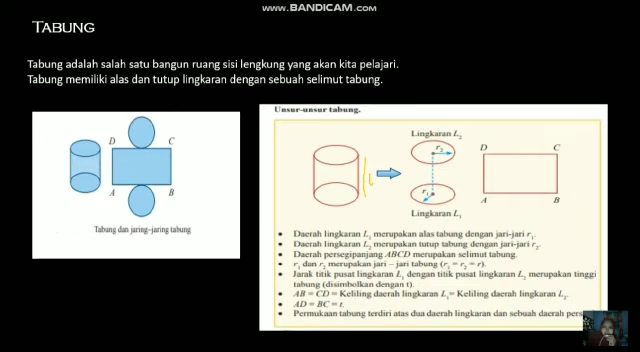 WWW.BANDICAM.COM
TABUNG
Tabung adalah salah satu bangun ruang sisi lengkung yang akan kita pelajari.
Tabung memiliki alas dan tutup lingkaran dengan sebuah selimut tabung.
D C
A B
Tabung dan jaring-jaring tabung
Unsur-unsur tabung.
Lingkaran L₂
r₂
D C
r₁
A B
Lingkaran L₁
• Daerah lingkaran L₁ merupakan alas tabung dengan jari-jari r₁.
• Daerah lingkaran L₂ merupakan tutup tabung dengan jari-jari r₂.
• Daerah persegipanjang ABCD merupakan selimut tabung.
• r₁ dan r₂ merupakan jari – jari tabung (r₁ = r₂ = r).
• Jarak titik pusat lingkaran L₁ dengan titik pusat lingkaran L₂ merupakan tinggi
tabung (disimbolkan dengan t).
• AB = CD = Keliling daerah lingkaran L₁= Keliling daerah lingkaran L₂.
• AD = BC = t.
• Permukaan tabung terdiri atas dua daerah lingkaran dan sebuah daerah